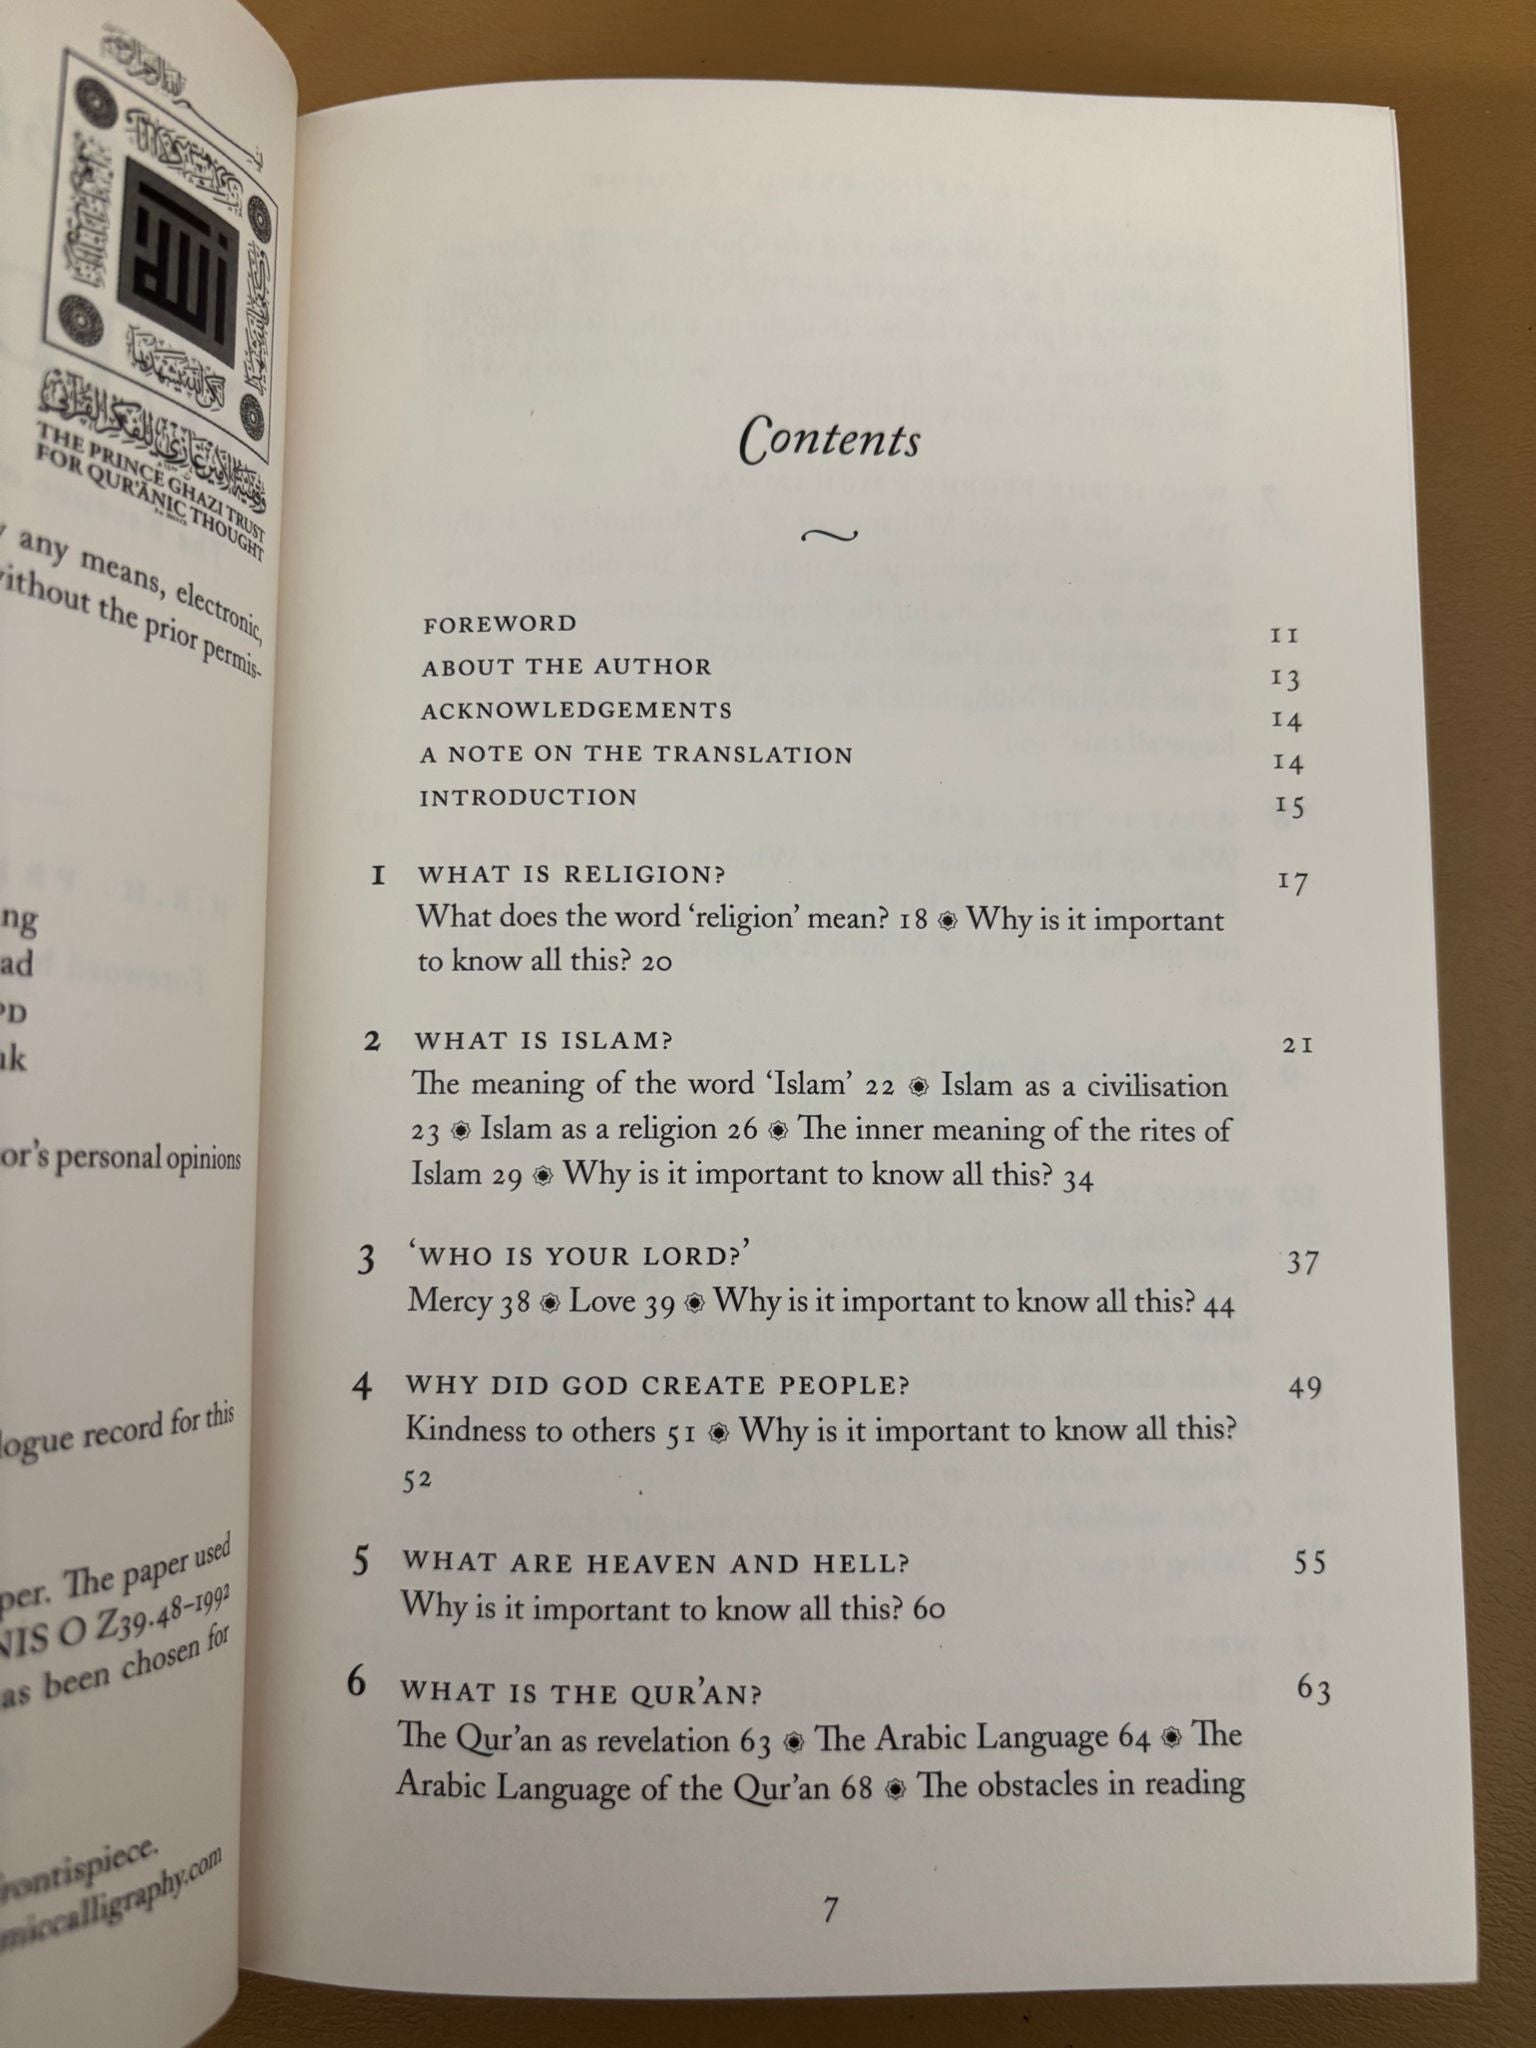 THE PRINCE GHAZI TRUST
FOR QUR'ĀNIC THOUGHT
any means, electronic,
without the prior permis-
or's personal opinions
logue record for this
per. The paper used
NIS O Z39.48–1992
as been chosen for
frontispiece.
miccalligraphy.com
Contents
FOREWORD 11
ABOUT THE AUTHOR 13
ACKNOWLEDGEMENTS 14
A NOTE ON THE TRANSLATION 14
INTRODUCTION 15
1 WHAT IS RELIGION? 17
What does the word ‘religion’ mean? 18 ֍ Why is it important
to know all this? 20
2 WHAT IS ISLAM? 21
The meaning of the word ‘Islam’ 22 ֍ Islam as a civilisation
23 ֍ Islam as a religion 26 ֍ The inner meaning of the rites of
Islam 29 ֍ Why is it important to know all this? 34
3 ‘WHO IS YOUR LORD?’ 37
Mercy 38 ֍ Love 39 ֍ Why is it important to know all this? 44
4 WHY DID GOD CREATE PEOPLE? 49
Kindness to others 51 ֍ Why is it important to know all this?
52
5 WHAT ARE HEAVEN AND HELL? 55
Why is it important to know all this? 60
6 WHAT IS THE QUR’AN? 63
The Qur’an as revelation 63 ֍ The Arabic Language 64 ֍ The
Arabic Language of the Qur’an 68 ֍ The obstacles in reading
7